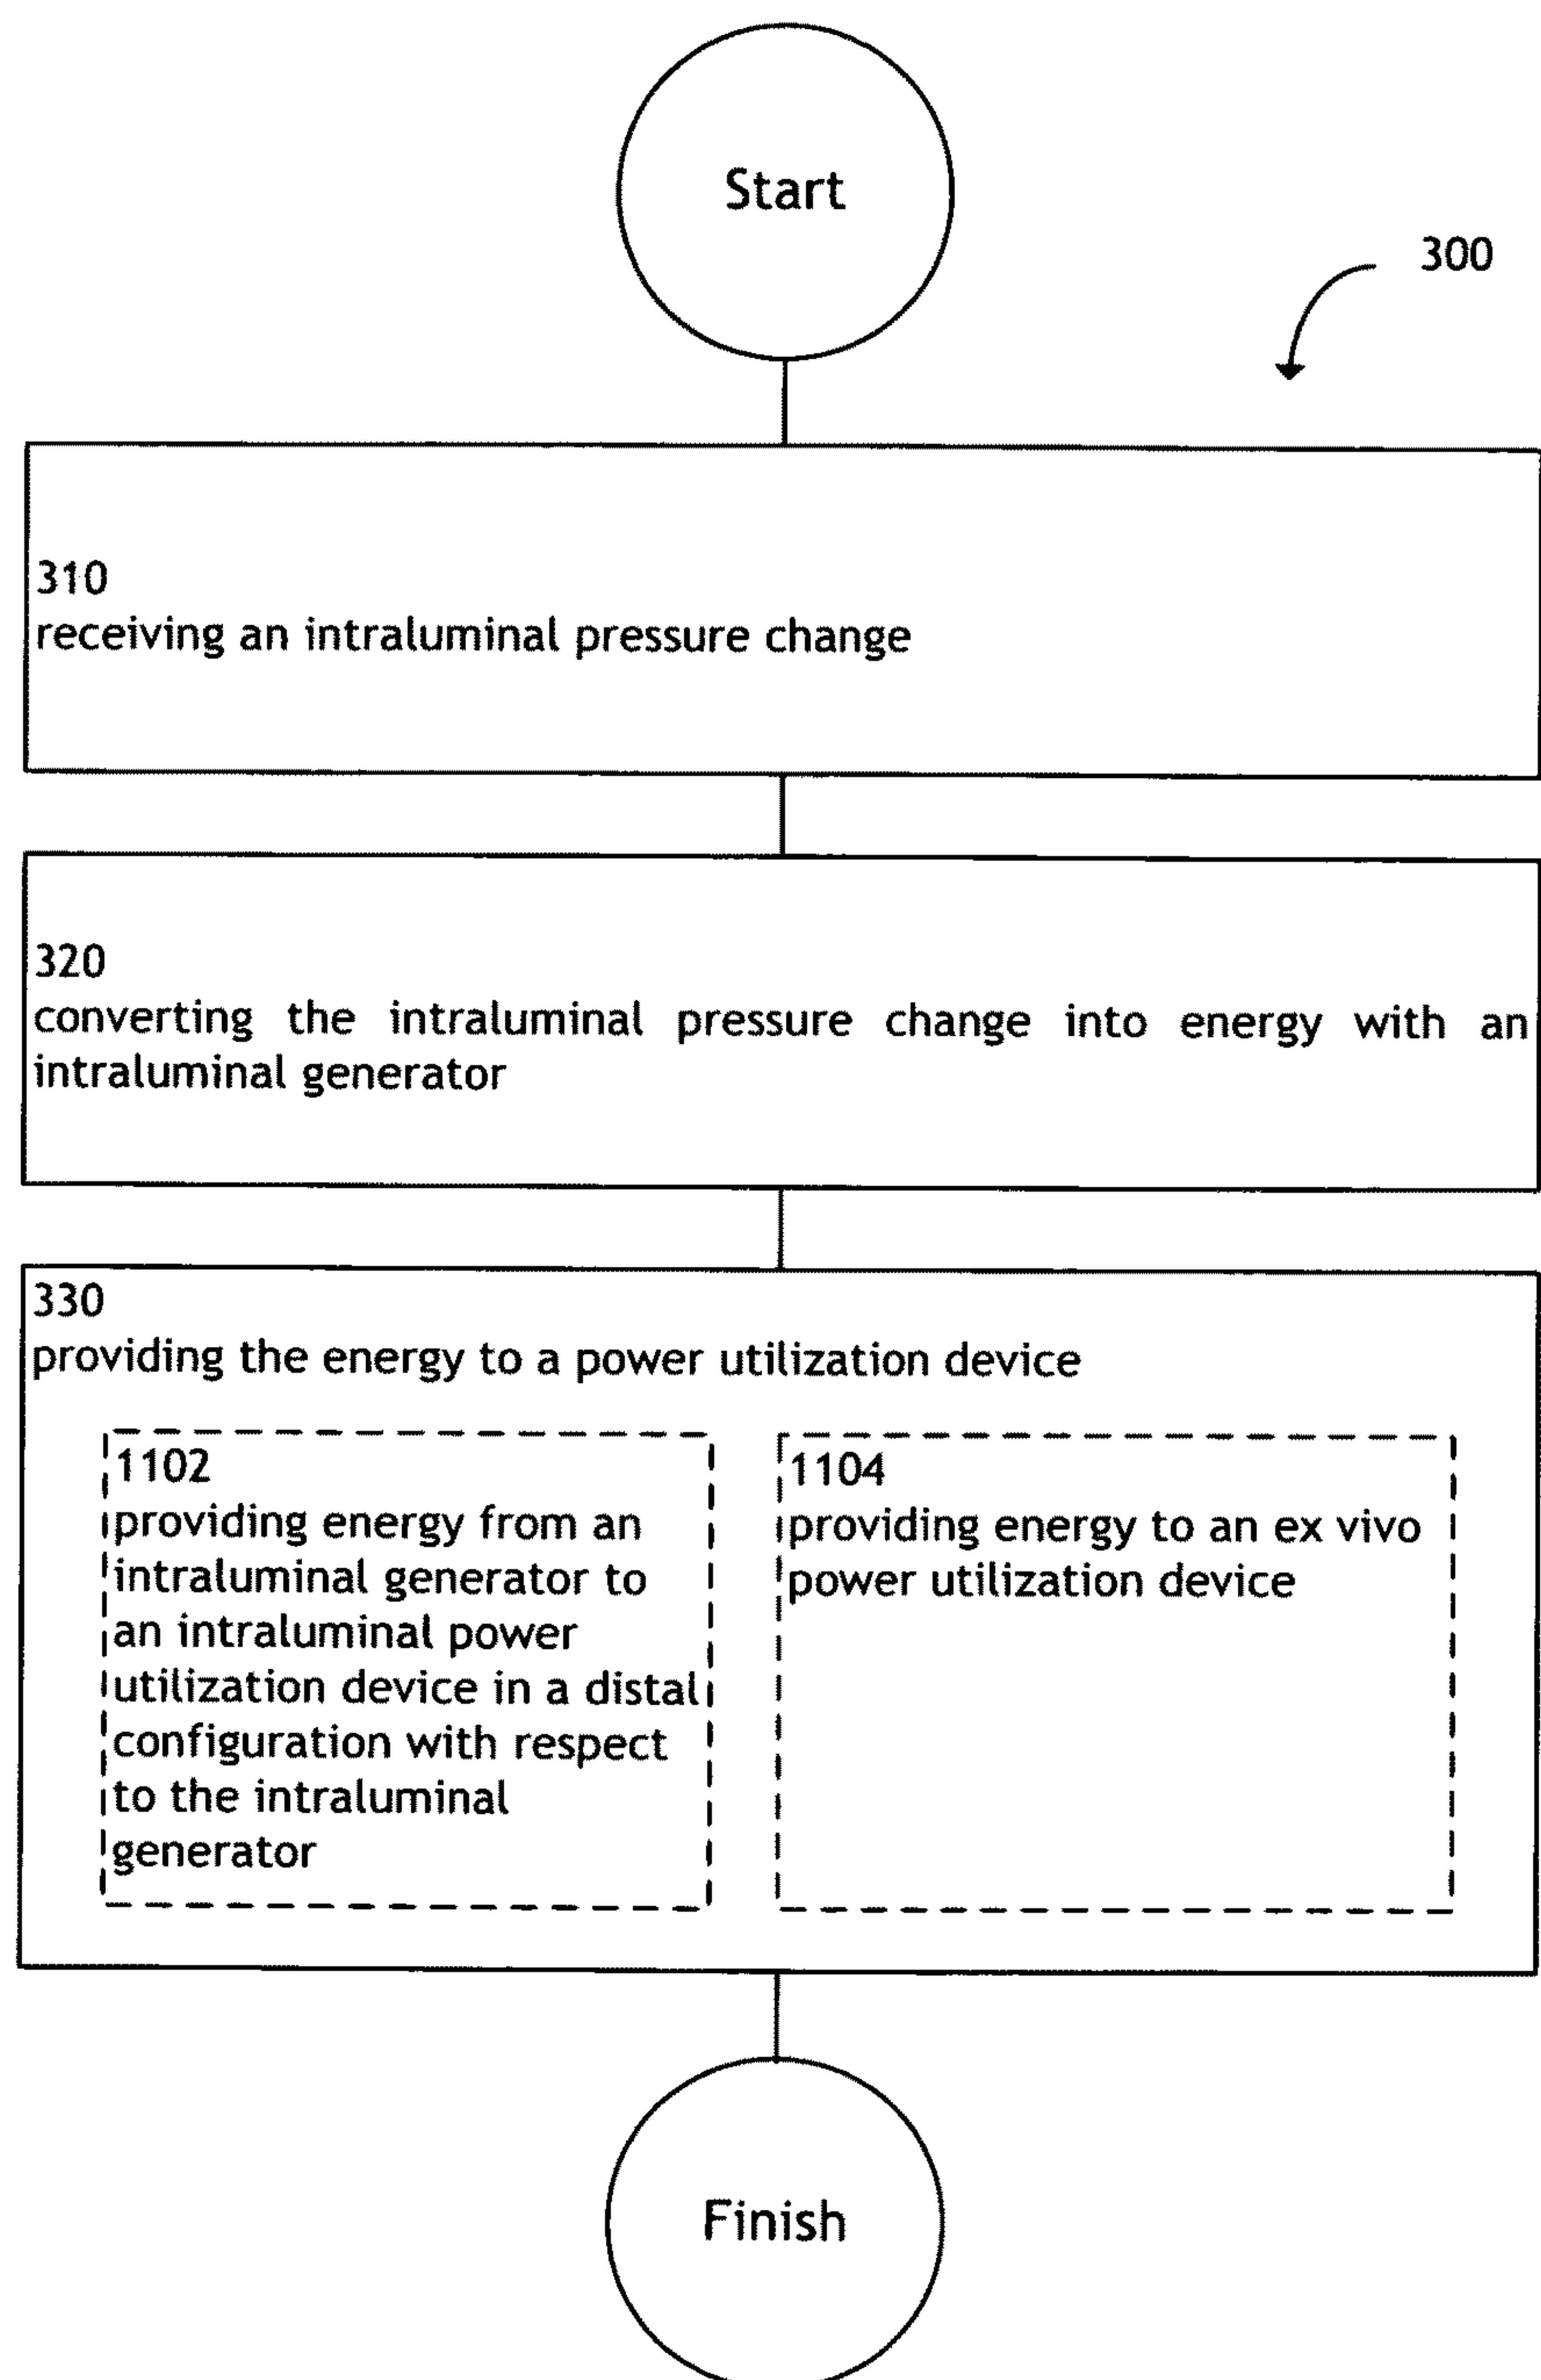 Start
300
310
receiving an intraluminal pressure change
320
converting the intraluminal pressure change into energy with an
intraluminal generator
330
providing the energy to a power utilization device
1102
providing energy from an
intraluminal generator to
an intraluminal power
utilization device in a distal
configuration with respect
to the intraluminal
generator
1104
providing energy to an ex vivo
power utilization device
Finish